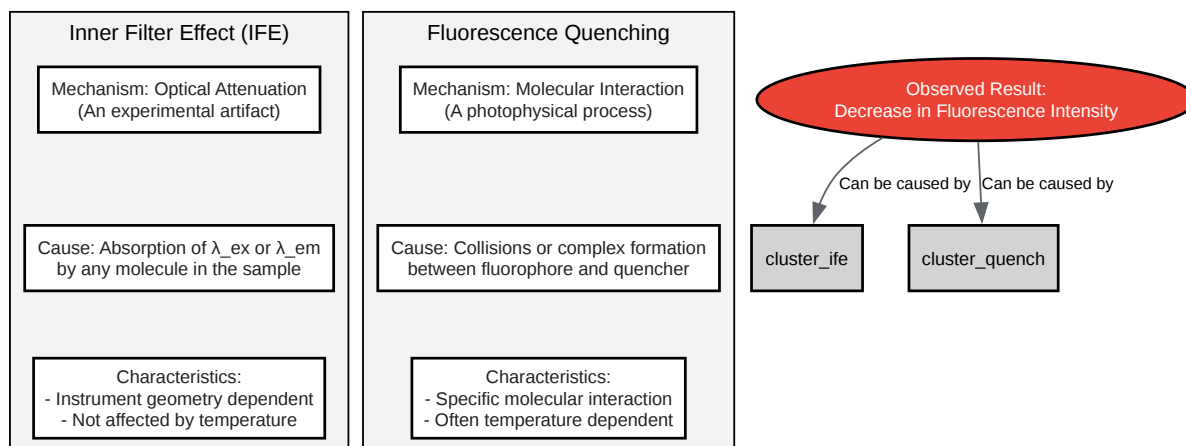 Inner Filter Effect (IFE)
Mechanism: Optical Attenuation
(An experimental artifact)
Cause: Absorption of λ_ex or λ_em
by any molecule in the sample
Characteristics:
- Instrument geometry dependent
- Not affected by temperature
Fluorescence Quenching
Mechanism: Molecular Interaction
(A photophysical process)
Cause: Collisions or complex formation
between fluorophore and quencher
Characteristics:
- Specific molecular interaction
- Often temperature dependent
Observed Result:
Decrease in Fluorescence Intensity
Can be caused by
Can be caused by
cluster_ife
cluster_quench